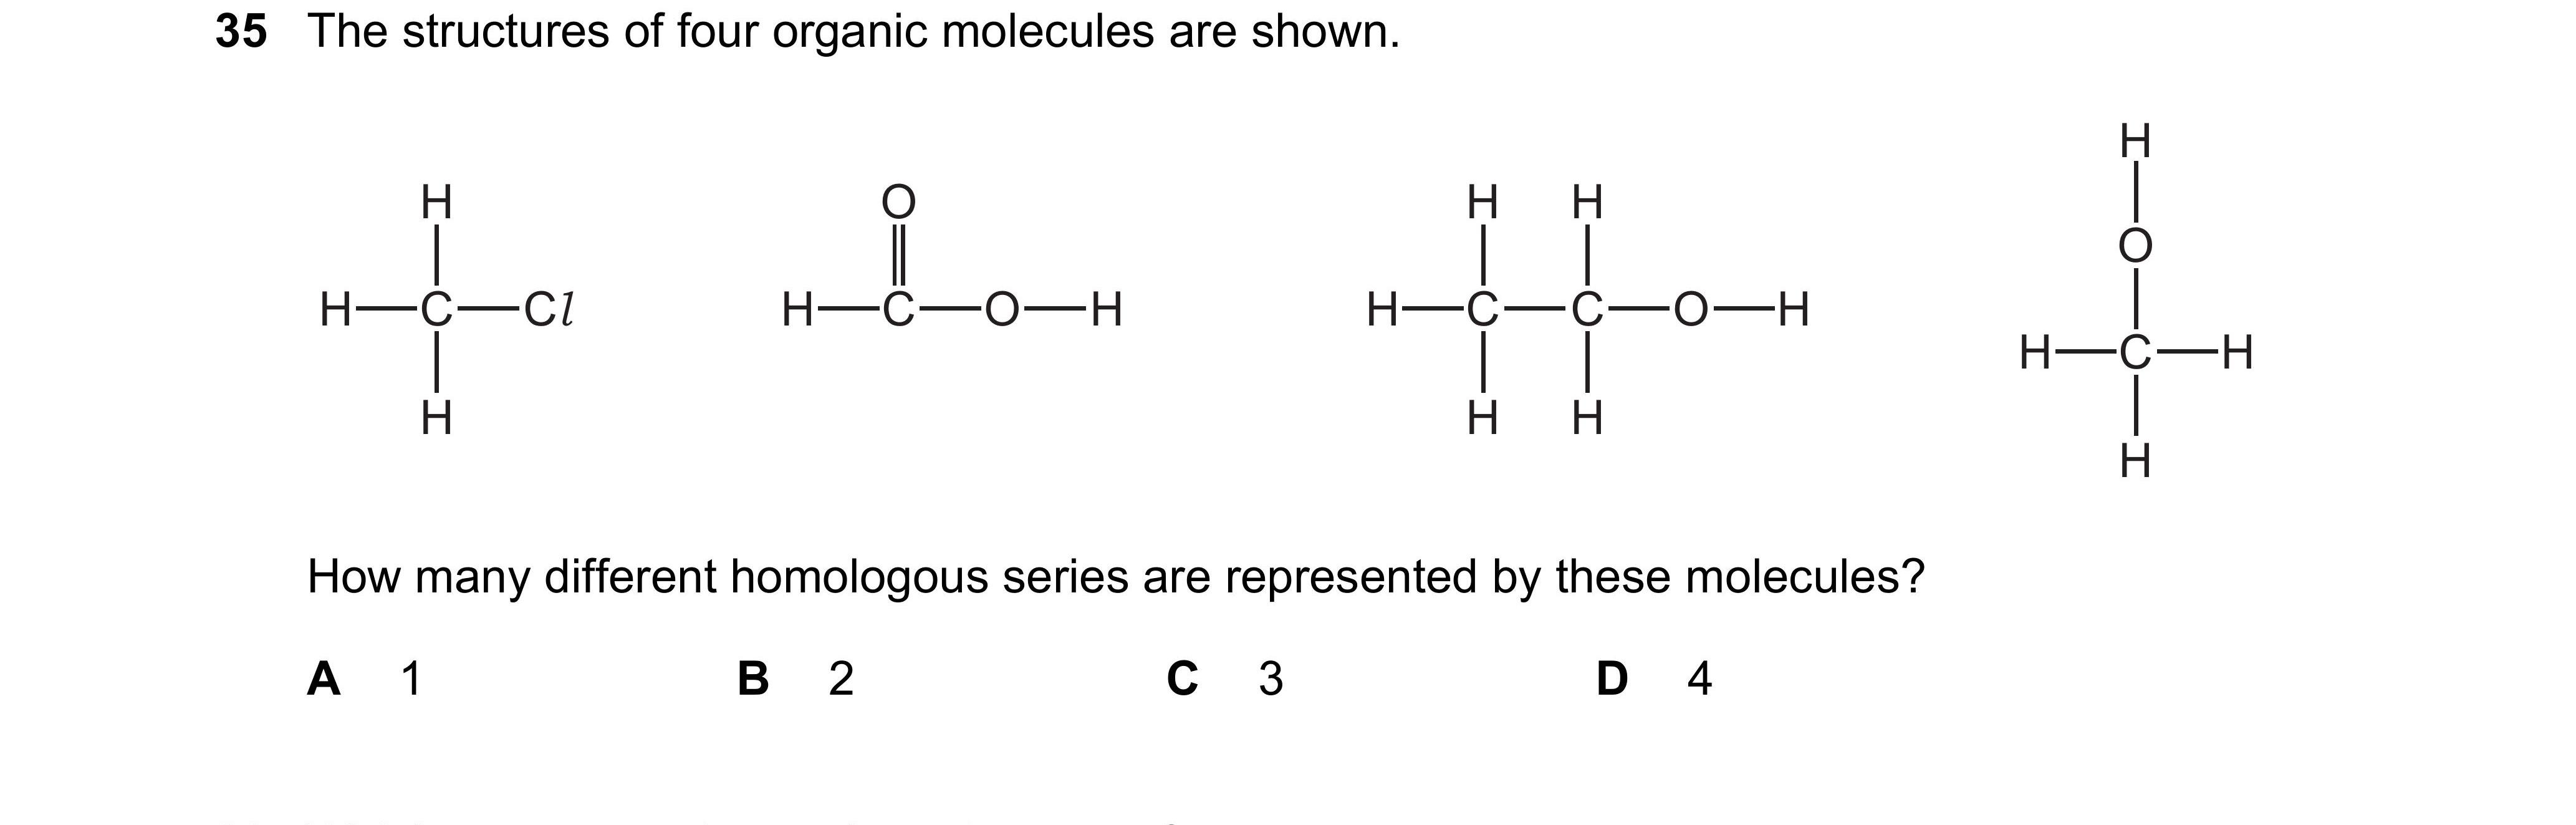 35 The structures of four organic molecules are shown.
H
H H H H
O
O
H C Cl H C O H H C C O H
H C H
H H H
H
How many different homologous series are represented by these molecules?
A 1 B 2 C 3 D 4